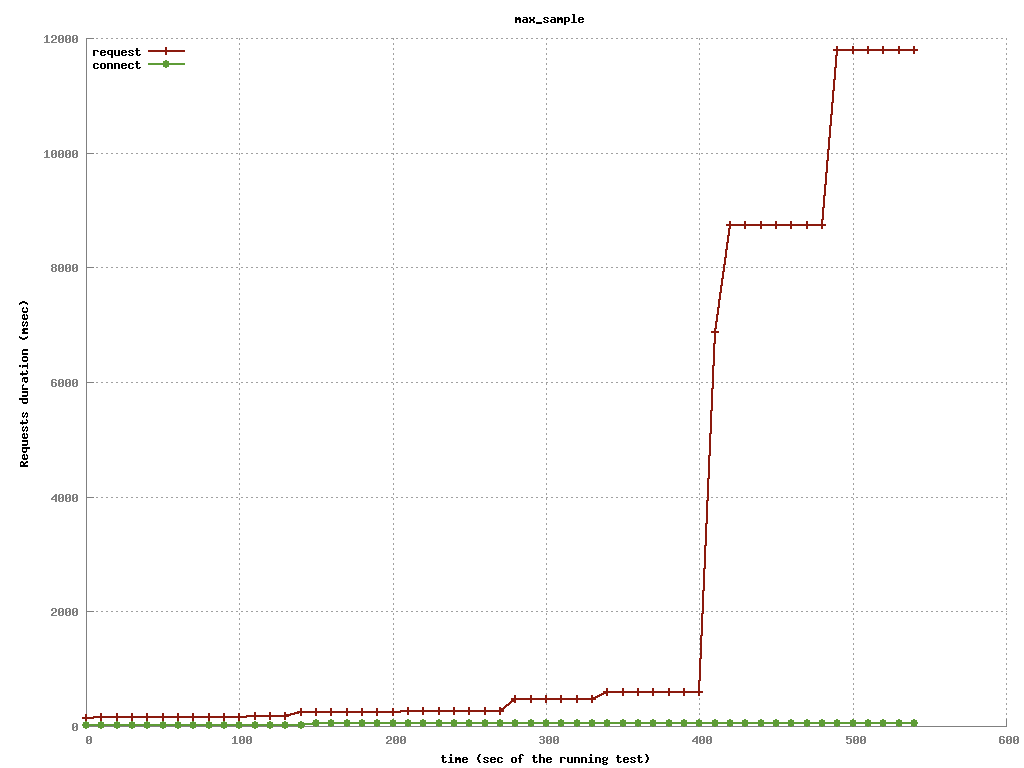 max_sample
request
connect
12000
10000
8000
6000
4000
2000
0
Requests duration (msec)
0 100 200 300 400 500 600
time (sec of the running test)